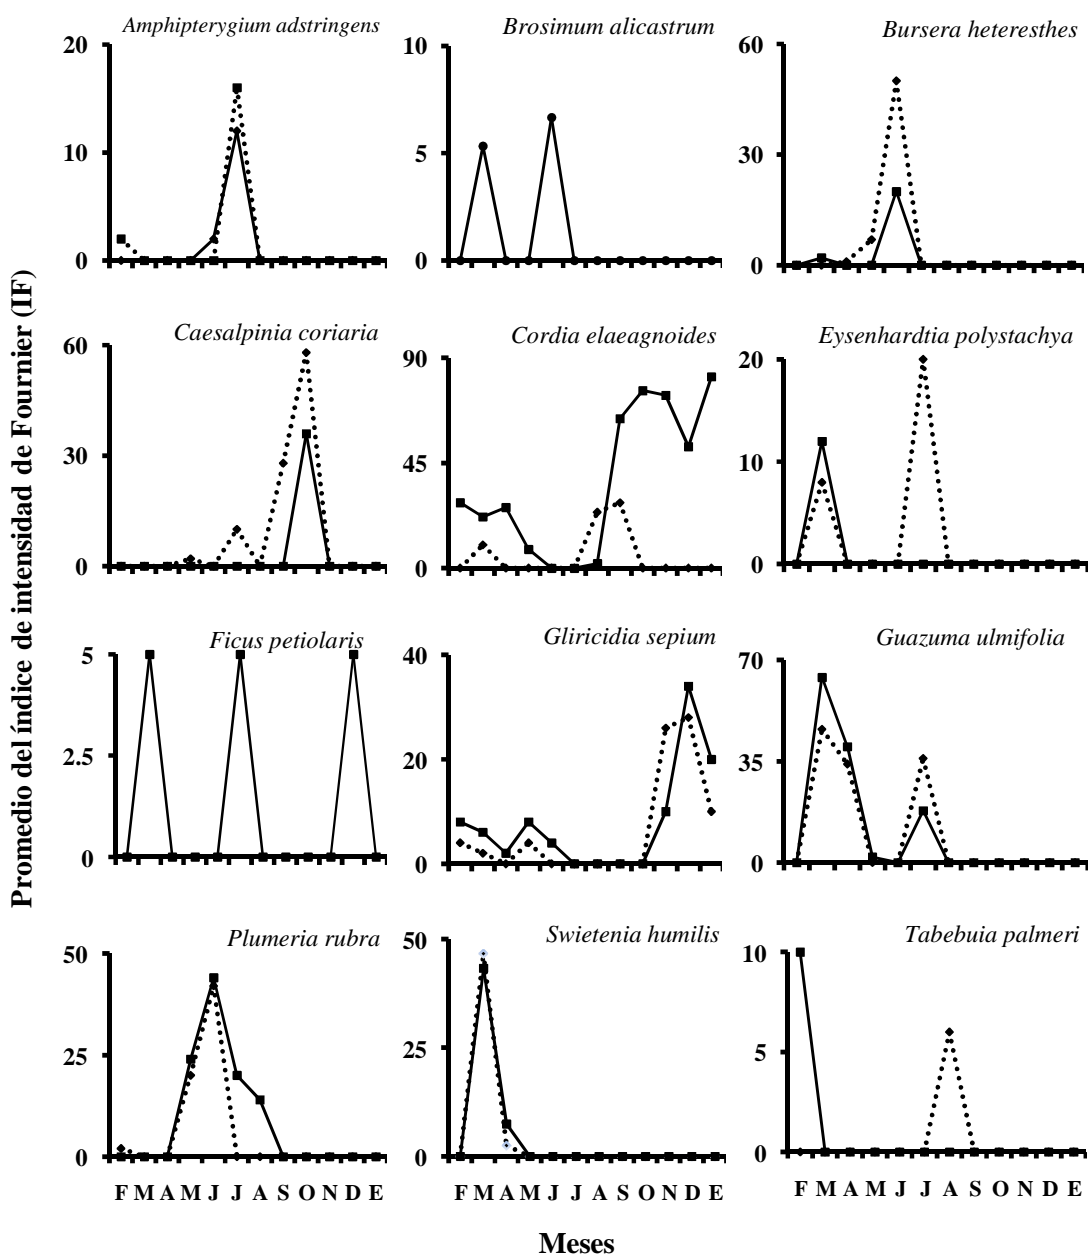 Promedio del índice de intensidad de Fournier (IF)
Amphipterygium adstringens
20
10
0
Brosimum alicastrum
10
5
0
Bursera heteresthes
60
30
0
Caesalpinia coriaria
60
30
0
Cordia elaeagnoides
90
45
0
Eysenhardtia polystachya
20
10
0
Ficus petiolaris
5
2.5
0
Gliricidia sepium
40
20
0
Guazuma ulmifolia
70
35
0
Plumeria rubra
50
25
0
F M A M J J A S O N D E
Swietenia humilis
50
25
0
F M A M J J A S O N D E
Tabebuia palmeri
10
5
0
F M A M J J A S O N D E
Meses